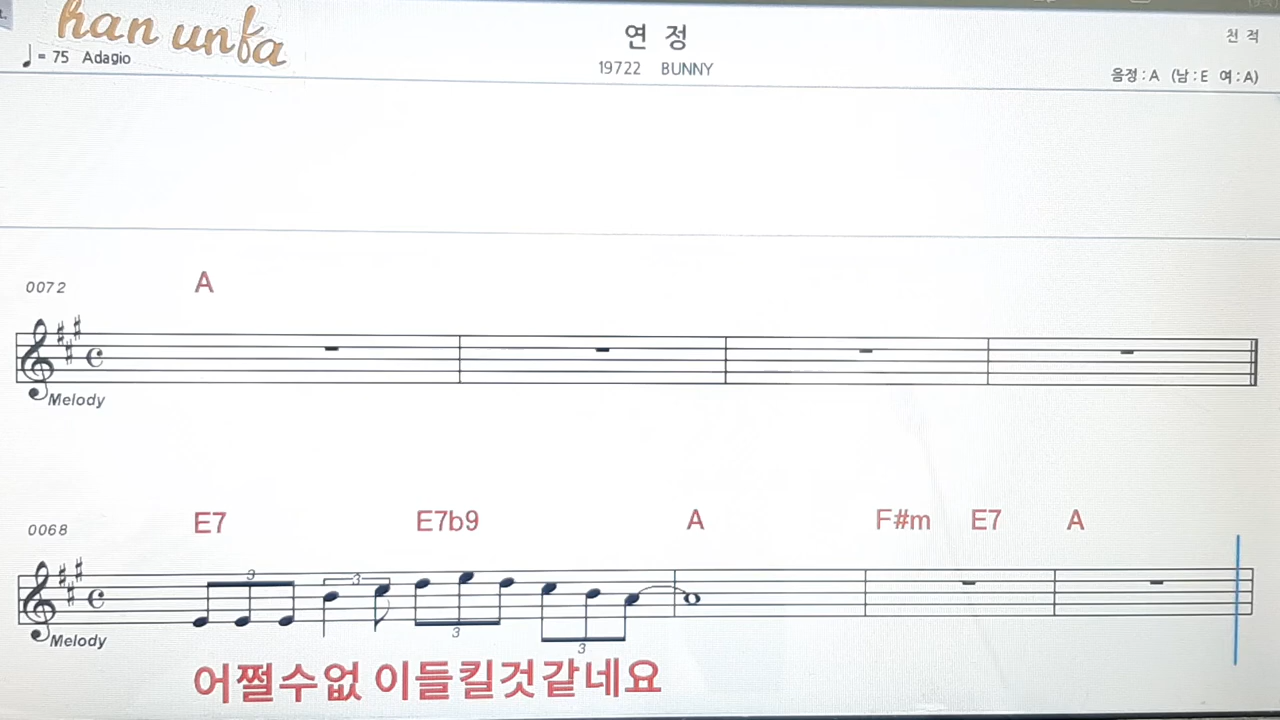 han unfa
♩ = 75 Adagio
연 정
19722 BUNNY
천 적
음정 : A (남 : E 여 : A)
0072
A
Melody
0068
E7 E7b9 A F#m E7 A
3 3
3 3
Melody
어쩔수없 이들킬것같네요